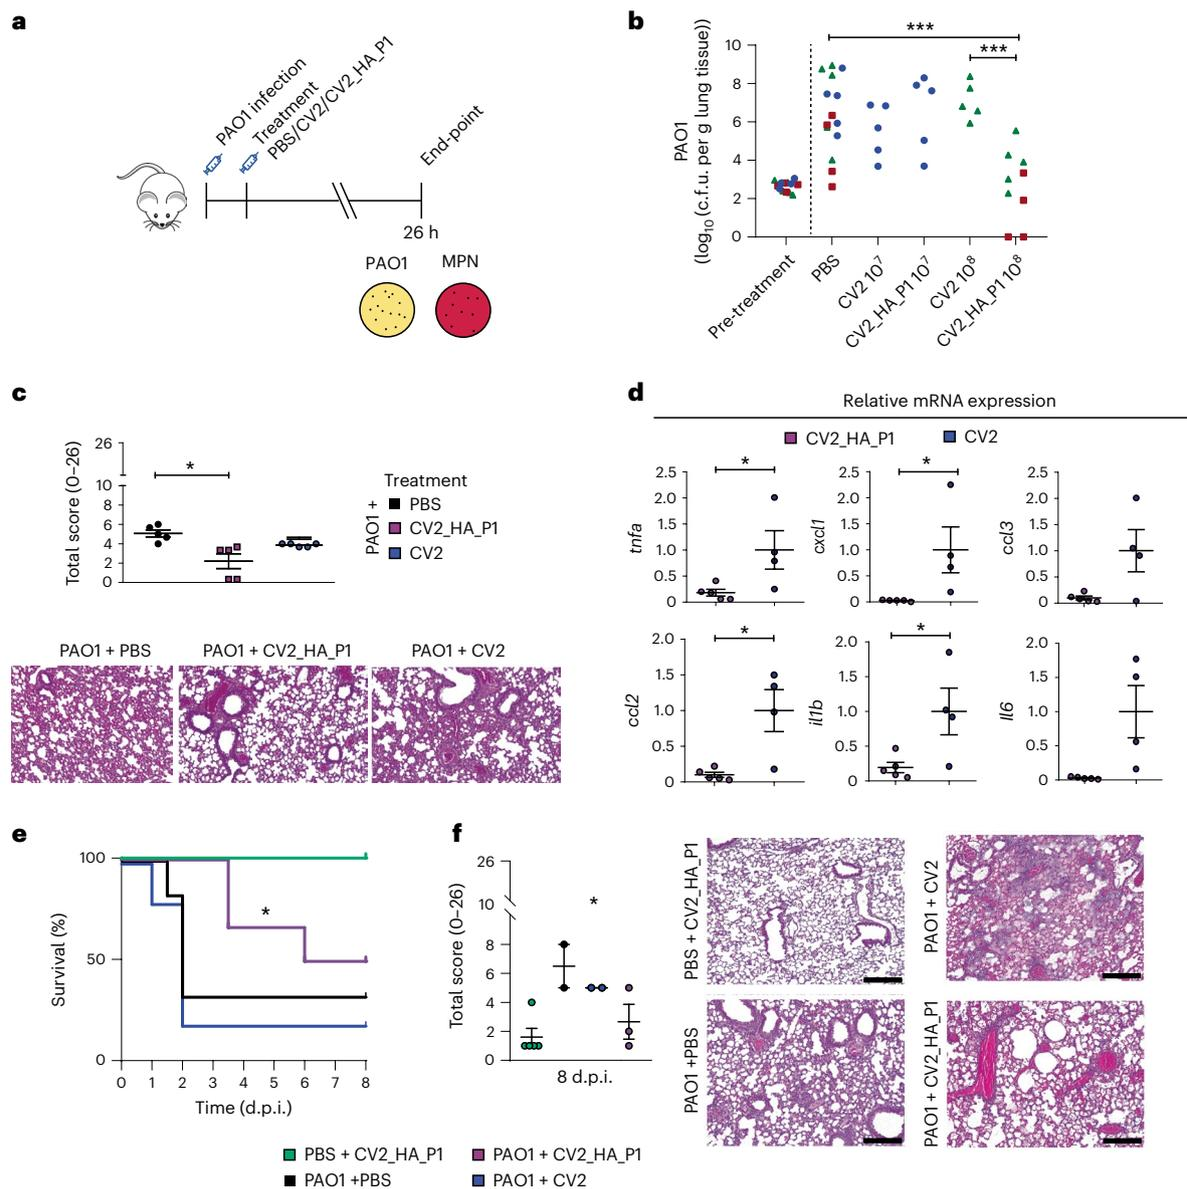 a
PAO1 infection
Treatment
PBS/CV2/CV2_HA_P1
End-point
26 h
PAO1
MPN
b
PAO1
(log10 (c.f.u. per g lung tissue))
***
***
10
8
6
4
2
0
Pre-treatment
PBS
CV2 10⁷
CV2_HA_P1 10⁷
CV2 10⁸
CV2_HA_P1 10⁸
c
Total score (0–26)
26
10
8
6
4
2
0
*
Treatment
PAO1 +
PBS
CV2_HA_P1
CV2
PAO1 + PBS
PAO1 + CV2_HA_P1
PAO1 + CV2
d
Relative mRNA expression
CV2_HA_P1
CV2
tnfa
2.5
2.0
1.5
1.0
0.5
0
*
cxcl1
2.5
2.0
1.5
1.0
0.5
0
*
ccl3
2.5
2.0
1.5
1.0
0.5
0
ccl2
2.0
1.5
1.0
0.5
0
*
il1b
2.0
1.5
1.0
0.5
0
*
Il6
2.0
1.5
1.0
0.5
0
e
Survival (%)
100
50
0
*
0 1 2 3 4 5 6 7 8
Time (d.p.i.)
f
Total score (0–26)
26
10
8
6
4
2
0
*
8 d.p.i.
PBS + CV2_HA_P1
PAO1 + CV2
PAO1 +PBS
PAO1 + CV2_HA_P1
PBS + CV2_HA_P1
PAO1 + CV2_HA_P1
PAO1 +PBS
PAO1 + CV2